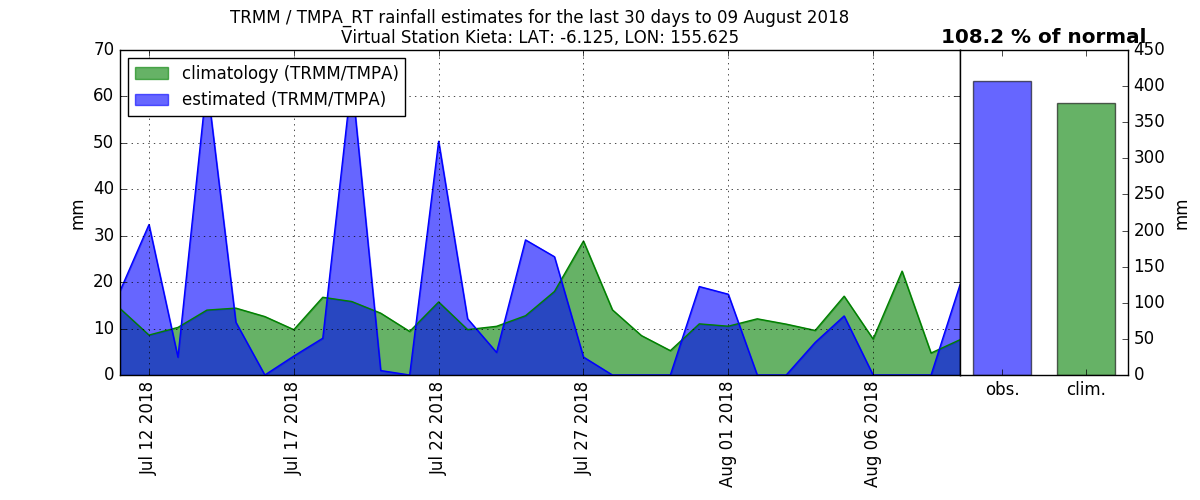 TRMM / TMPA_RT rainfall estimates for the last 30 days to 09 August 2018
Virtual Station Kieta: LAT: -6.125, LON: 155.625
108.2 % of normal
climatology (TRMM/TMPA)
estimated (TRMM/TMPA)
mm
70
60
50
40
30
20
10
0
Jul 12 2018
Jul 17 2018
Jul 22 2018
Jul 27 2018
Aug 01 2018
Aug 06 2018
obs.
clim.
450
400
350
300
250
200
150
100
50
0
mm